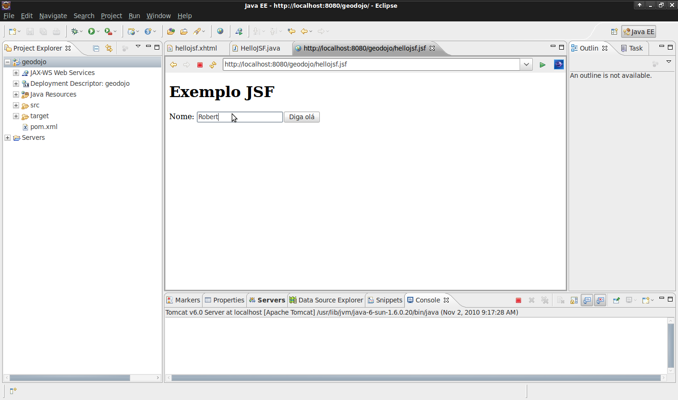 Java EE - http://localhost:8080/geodojo/ - Eclipse
File Edit Navigate Search Project Run Window Help
Java EE
Project Explorer
hellojsf.xhtml
HelloJSF.java
http://localhost:8080/geodojo/hellojsf.jsf
Outlin
Task
geodojo
JAX-WS Web Services
Deployment Descriptor: geodojo
Java Resources
src
target
pom.xml
Servers
http://localhost:8080/geodojo/hellojsf.jsf
Exemplo JSF
Nome: Robert Diga olá
An outline is not available.
Markers Properties Servers Data Source Explorer Snippets Console
Tomcat v6.0 Server at localhost [Apache Tomcat] /usr/lib/jvm/java-6-sun-1.6.0.20/bin/java (Nov 2, 2010 9:17:28 AM)